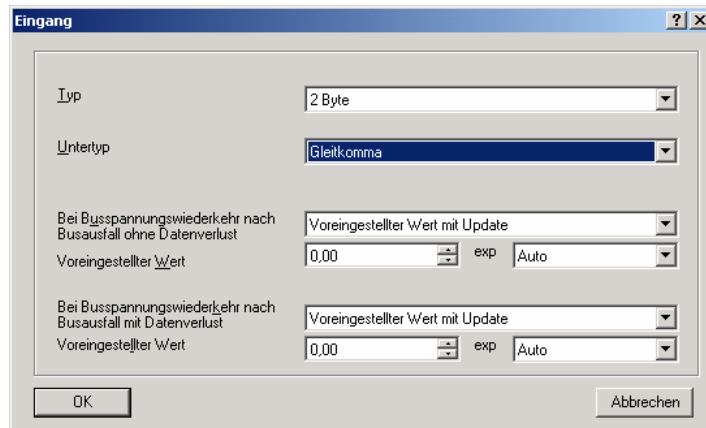 Eingang
Typ
2 Byte
Untertyp
Gleitkomma
Bei Busspannungswiederkehr nach
Busausfall ohne Datenverlust
Voreingestellter Wert mit Update
Voreingestellter Wert
0,00
exp
Auto
Bei Busspannungswiederkehr nach
Busausfall mit Datenverlust
Voreingestellter Wert mit Update
Voreingestellter Wert
0,00
exp
Auto
OK
Abbrechen